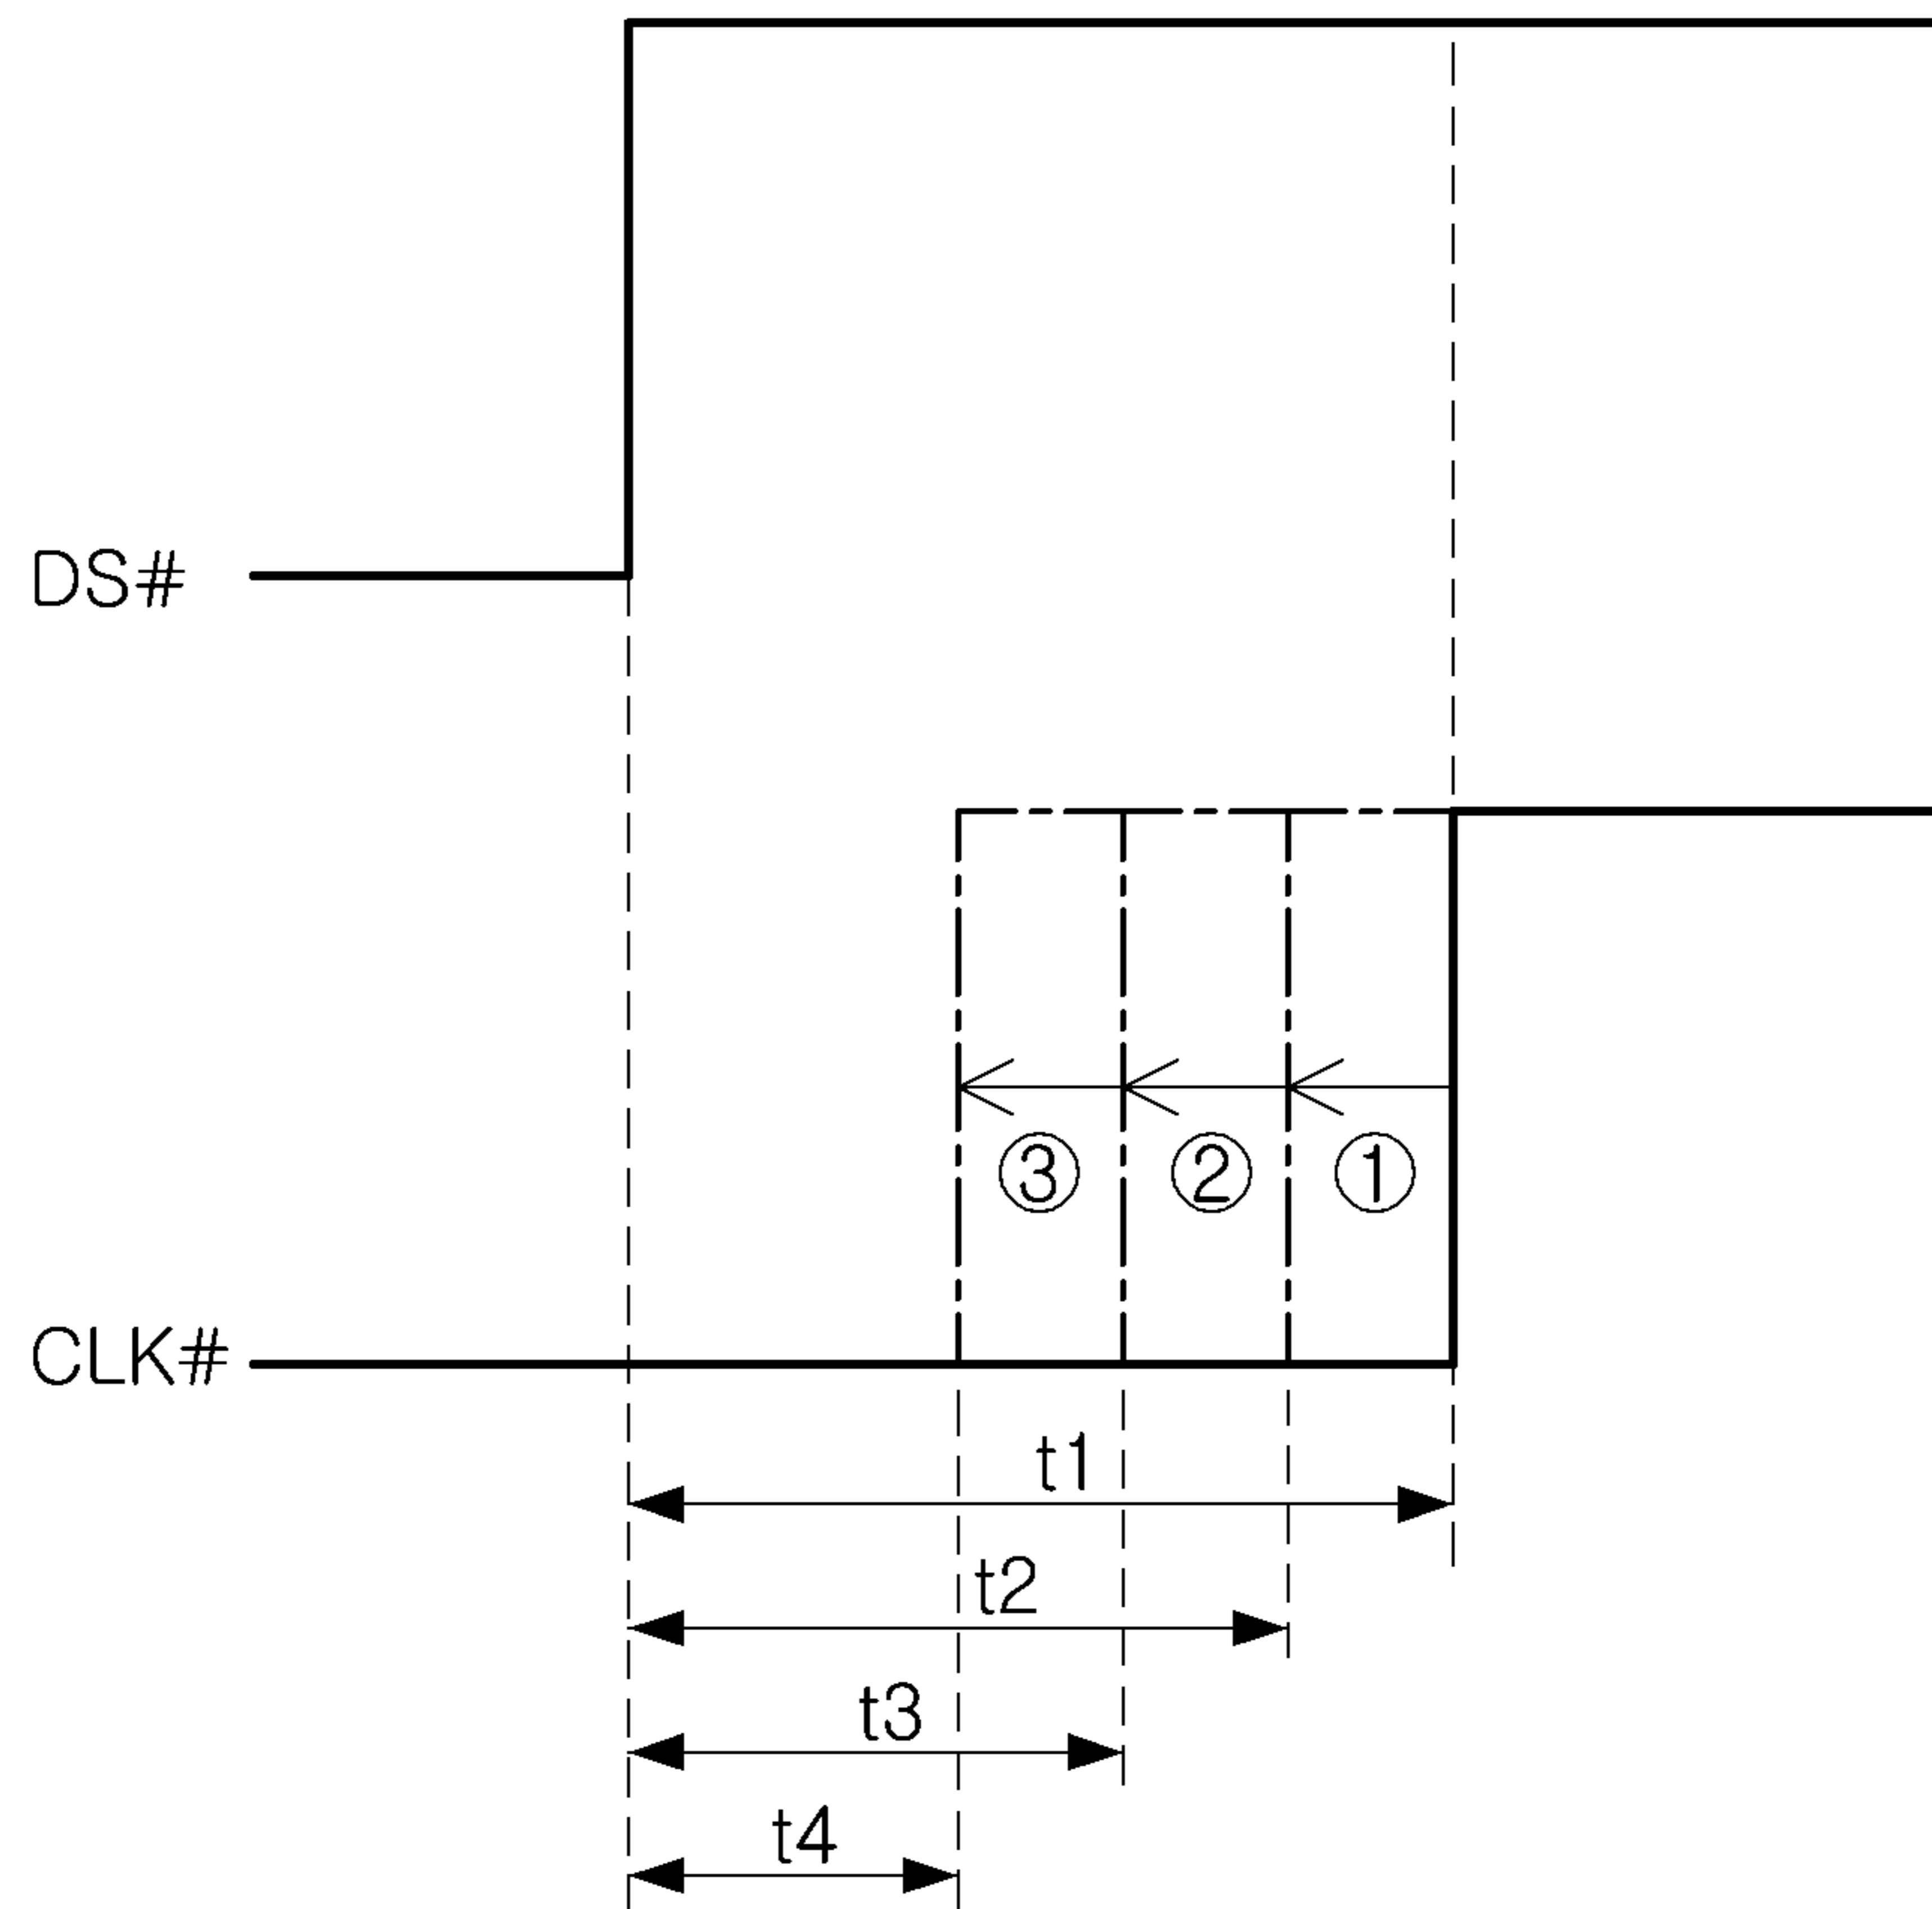 DS#
③ ② ①
CLK#
t1
t2
t3
t4